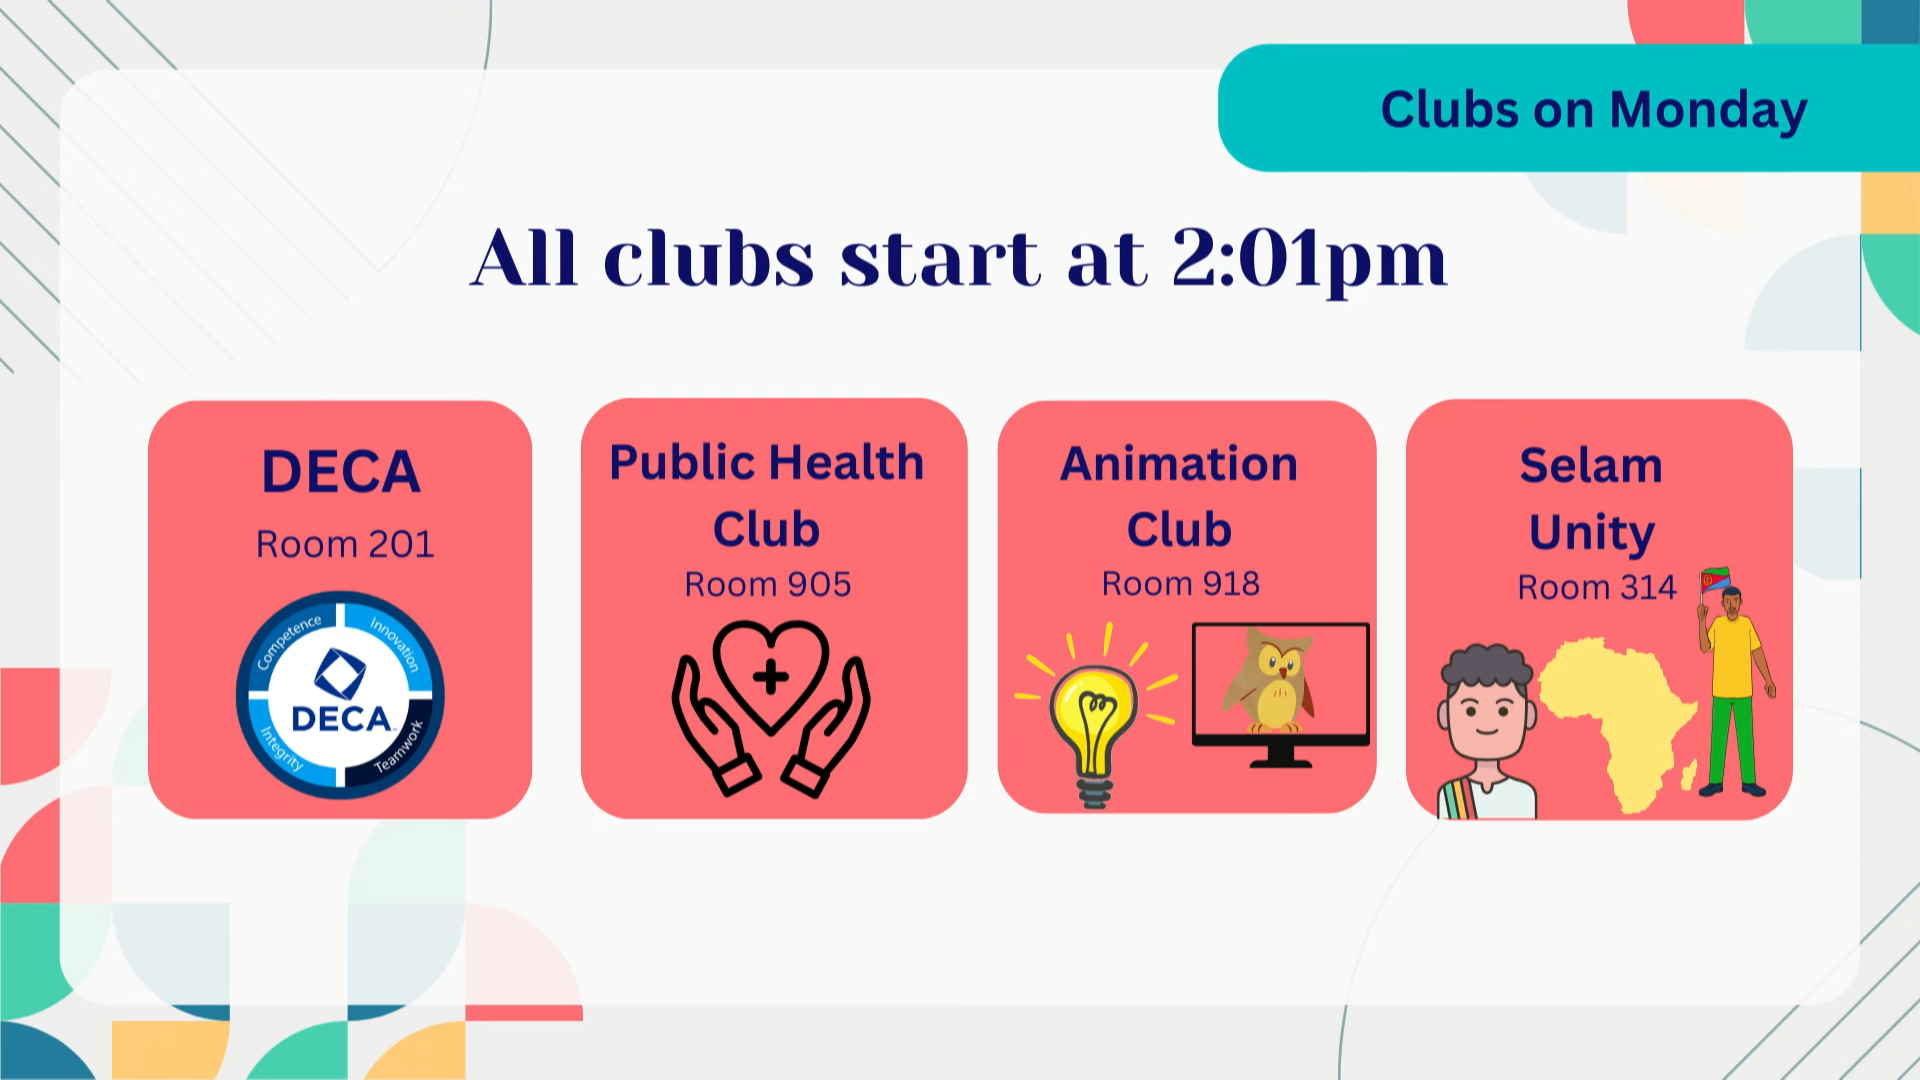 Clubs on Monday
All clubs start at 2:01pm
DECA
Room 201
Competence
Innovation
DECA
Integrity
Teamwork
Public Health
Club
Room 905
Animation
Club
Room 918
Selam
Unity
Room 314